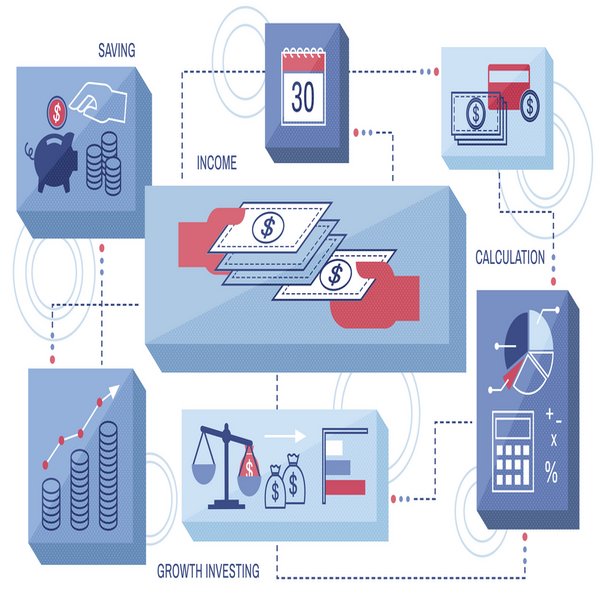 SAVING
$
30
$
$
INCOME
$
$
CALCULATION
$
$
$
+ -
x
%
GROWTH INVESTING